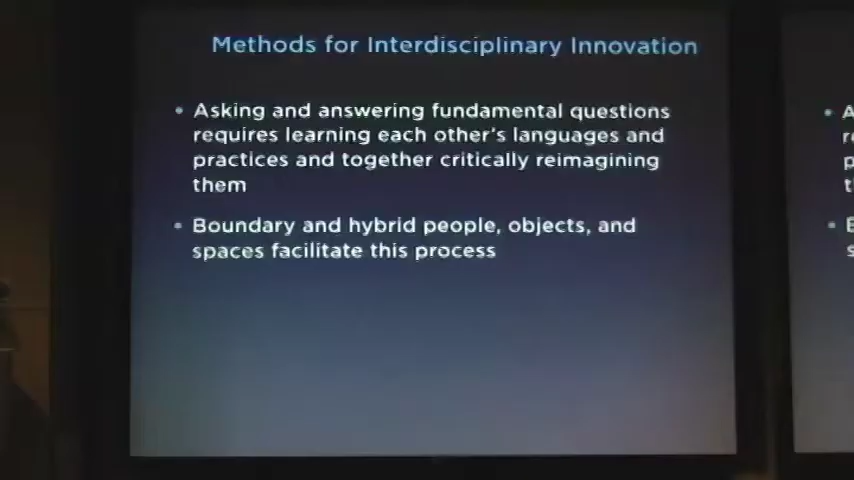 Methods for Interdisciplinary Innovation
• Asking and answering fundamental questions
requires learning each other's languages and
practices and together critically reimagining
them
• Boundary and hybrid people, objects, and
spaces facilitate this process